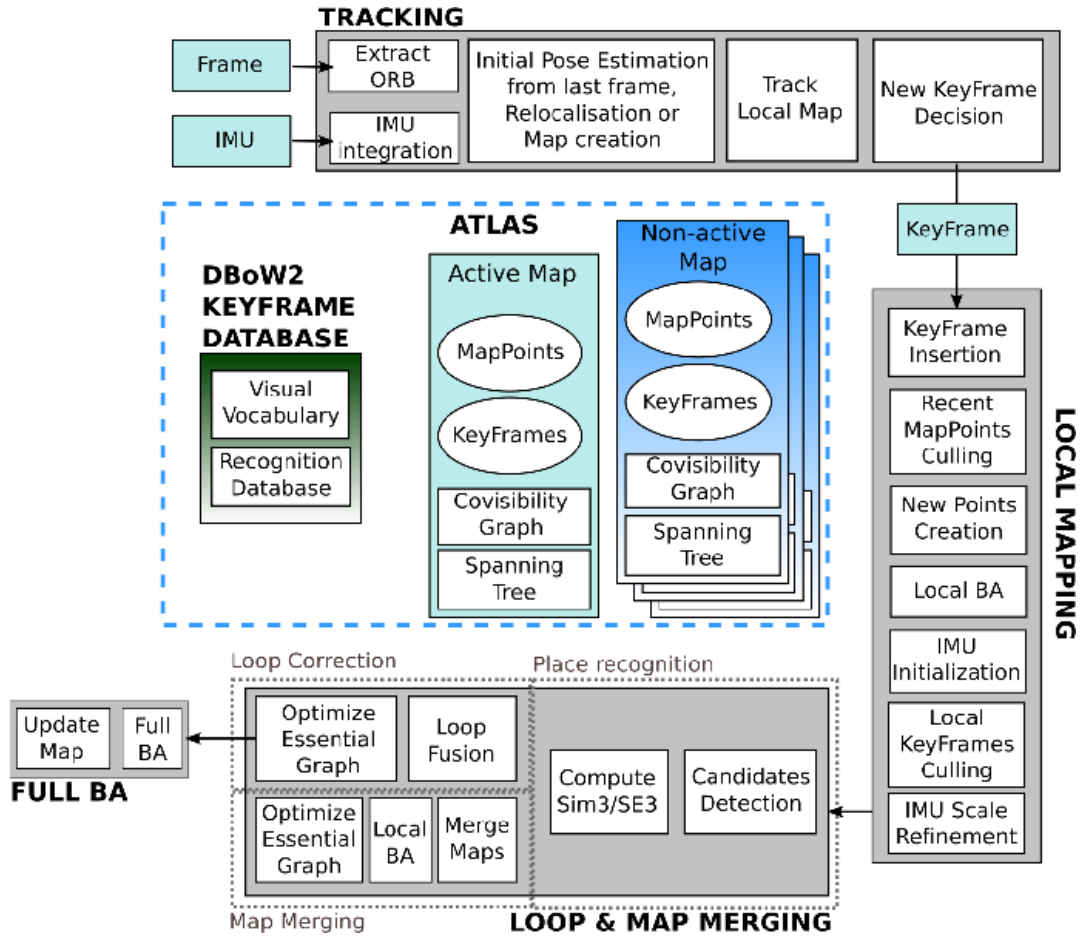 TRACKING
Frame
IMU
Extract
ORB
IMU
integration
Initial Pose Estimation
from last frame,
Relocalisation or
Map creation
Track
Local Map
New KeyFrame
Decision
KeyFrame
ATLAS
DBoW2
KEYFRAME
DATABASE
Visual
Vocabulary
Recognition
Database
Active Map
MapPoints
KeyFrames
Covisibility
Graph
Spanning
Tree
Non-active
Map
MapPoints
KeyFrames
Covisibility
Graph
Spanning
Tree
LOCAL MAPPING
KeyFrame
Insertion
Recent
MapPoints
Culling
New Points
Creation
Local BA
IMU
Initialization
Local
KeyFrames
Culling
IMU Scale
Refinement
Loop Correction
Place recognition
Optimize
Essential
Graph
Loop
Fusion
Compute
Sim3/SE3
Candidates
Detection
Update
Map
Full
BA
FULL BA
Optimize
Essential
Graph
Local
BA
Merge
Maps
Map Merging
LOOP & MAP MERGING